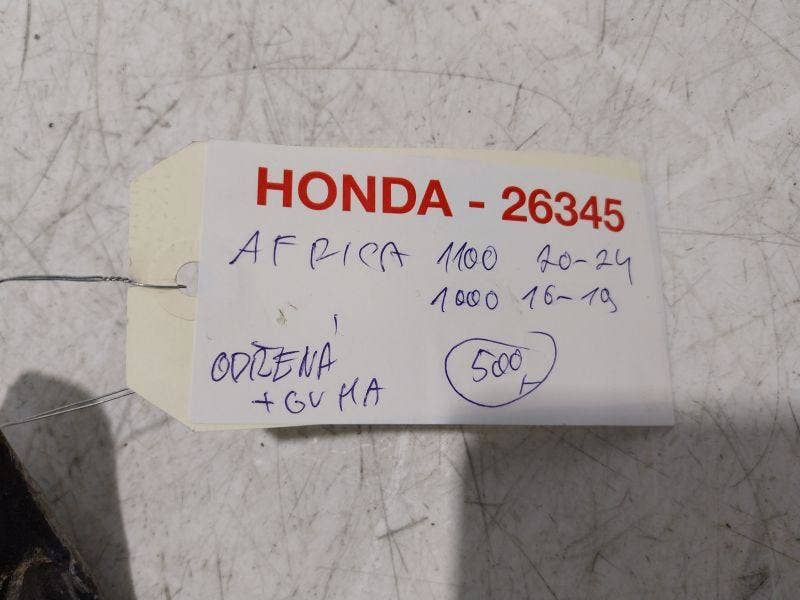 HONDA - 26345
AFRICA 1100 20-24
1000 16-19
ODŘENÁ
+ GUMA
500,-